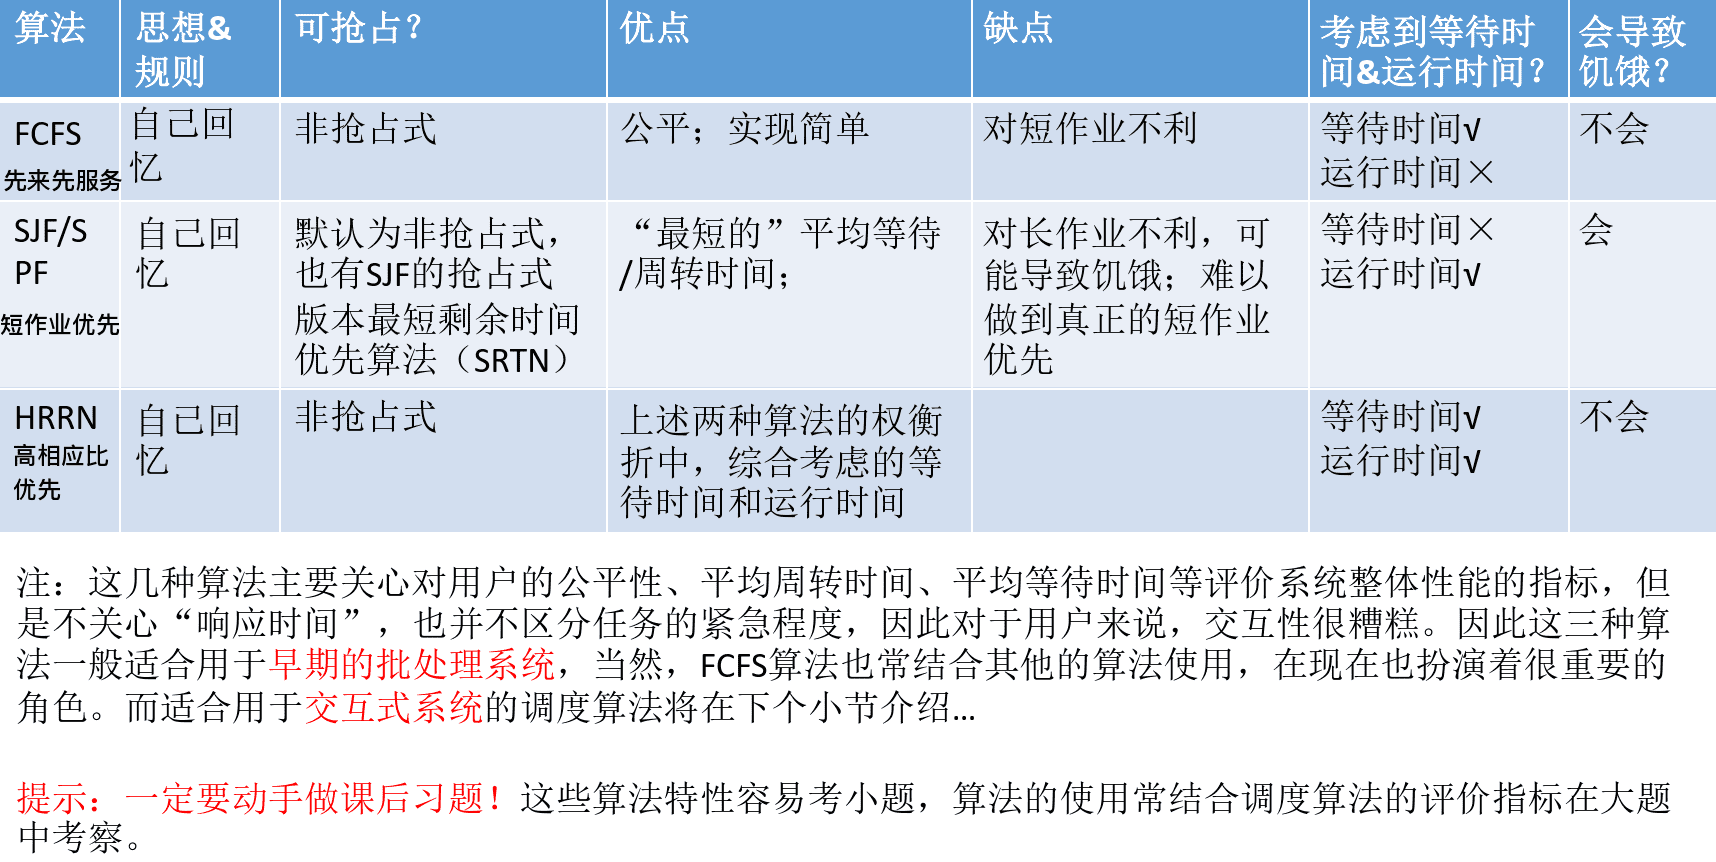 算法
思想&
规则
可抢占？
优点
缺点
考虑到等待时
间&运行时间？
会导致
饥饿？
FCFS
先来先服务
自己回
忆
非抢占式
公平；实现简单
对短作业不利
等待时间√
运行时间×
不会
SJF/S
PF
短作业优先
自己回
忆
默认为非抢占式，
也有SJF的抢占式
版本最短剩余时间
优先算法（SRTN）
“最短的”平均等待
/周转时间；
对长作业不利，可
能导致饥饿；难以
做到真正的短作业
优先
等待时间×
运行时间√
会
HRRN
高相应比
优先
自己回
忆
非抢占式
上述两种算法的权衡
折中，综合考虑的等
待时间和运行时间
等待时间√
运行时间√
不会
注：这几种算法主要关心对用户的公平性、平均周转时间、平均等待时间等评价系统整体性能的指标，但
是不关心“响应时间”，也并不区分任务的紧急程度，因此对于用户来说，交互性很糟糕。因此这三种算
法一般适合用于早期的批处理系统，当然，FCFS算法也常结合其他的算法使用，在现在也扮演着很重要的
角色。而适合用于交互式系统的调度算法将在下个小节介绍...
提示：一定要动手做课后习题！这些算法特性容易考小题，算法的使用常结合调度算法的评价指标在大题
中考察。